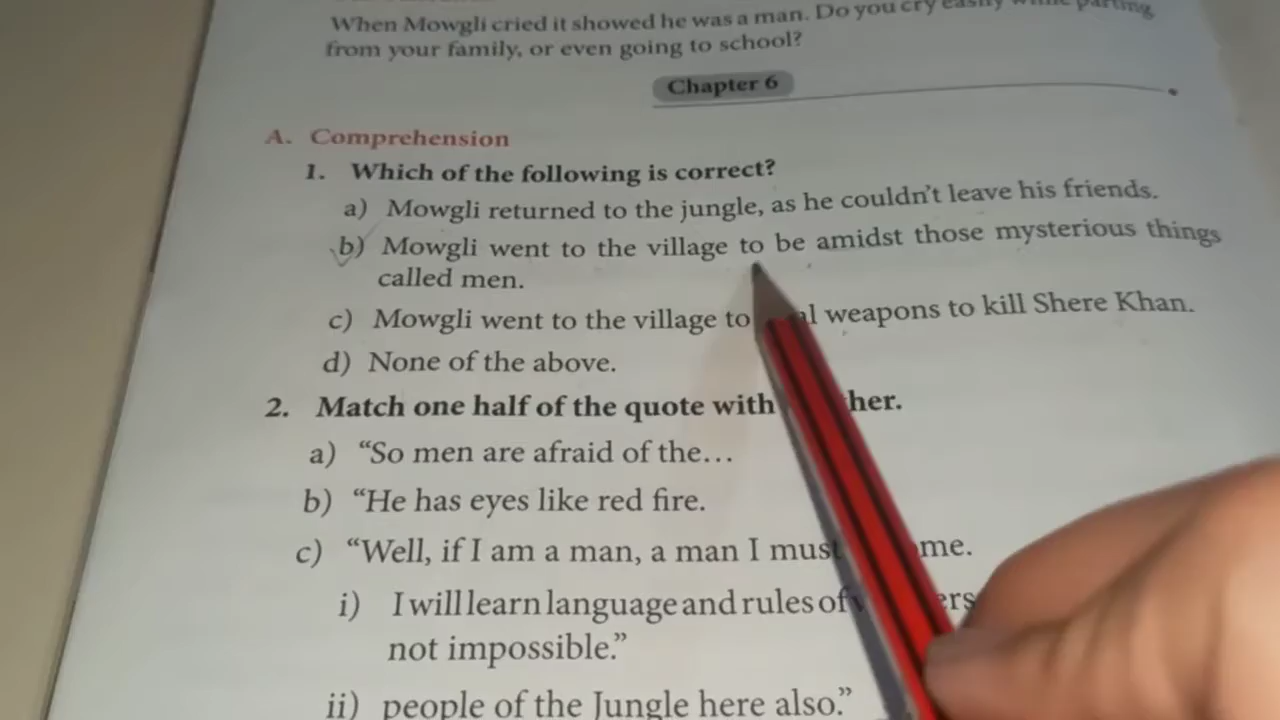 When Mowgli cried it showed he was a man. Do you cry easily while parting
from your family, or even going to school?
Chapter 6
A. Comprehension
1. Which of the following is correct?
a) Mowgli returned to the jungle, as he couldn't leave his friends.
b) Mowgli went to the village to be amidst those mysterious things
called men.
c) Mowgli went to the village to weapons to kill Shere Khan.
d) None of the above.
2. Match one half of the quote with
a) “So men are afraid of the…
b) “He has eyes like red fire.
c) “Well, if I am a man, a man I must
i) I will learn language and rules of
not impossible.”
ii) people of the Jungle here also.”